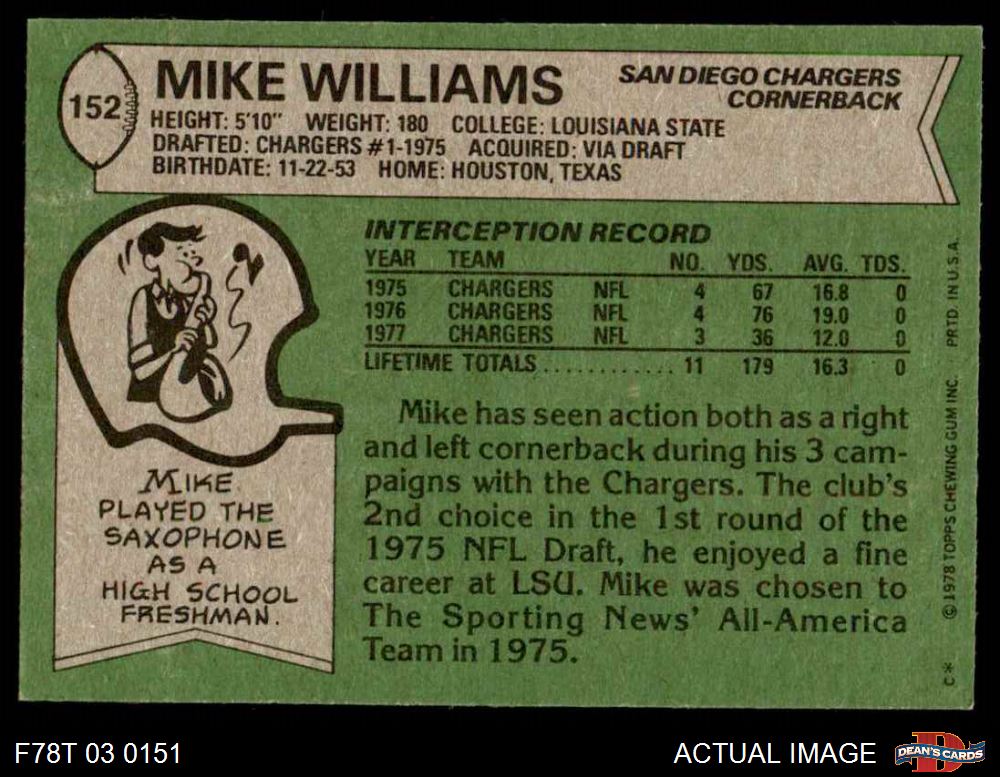 152
MIKE WILLIAMS
SAN DIEGO CHARGERS
CORNERBACK
HEIGHT: 5'10" WEIGHT: 180 COLLEGE: LOUISIANA STATE
DRAFTED: CHARGERS #1-1975 ACQUIRED: VIA DRAFT
BIRTHDATE: 11-22-53 HOME: HOUSTON, TEXAS
INTERCEPTION RECORD
YEAR TEAM NO. YDS. AVG. TDS.
1975 CHARGERS NFL 4 67 16.8 0
1976 CHARGERS NFL 4 76 19.0 0
1977 CHARGERS NFL 3 36 12.0 0
LIFETIME TOTALS ............ 11 179 16.3 0
Mike has seen action both as a right
and left cornerback during his 3 cam-
paigns with the Chargers. The club's
2nd choice in the 1st round of the
1975 NFL Draft, he enjoyed a fine
career at LSU. Mike was chosen to
The Sporting News' All-America
Team in 1975.
MIKE
PLAYED THE
SAXOPHONE
AS A
HIGH SCHOOL
FRESHMAN.
C* © 1978 TOPPS CHEWING GUM INC. PRTD. IN U.S.A.
F78T 03 0151
ACTUAL IMAGE
D
DEAN'S CARDS